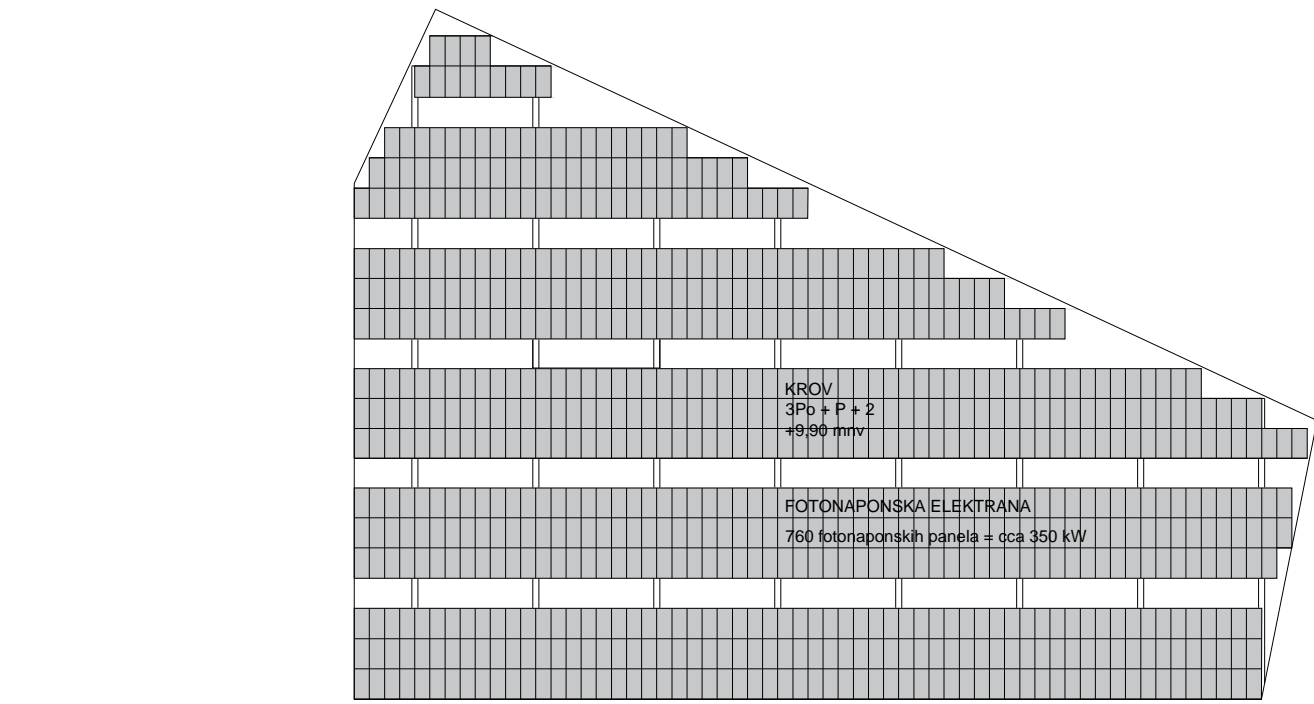 KROV
3Po + P + 2
+9,90 mnv
FOTONAPONSKA ELEKTRANA
760 fotonaponskih panela = cca 350 kW